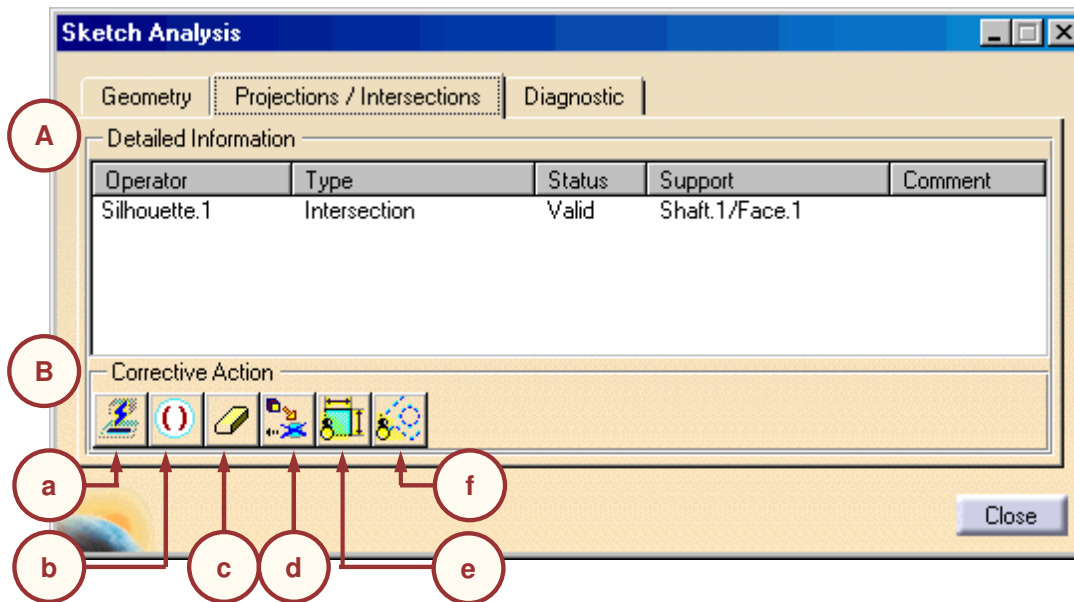 Sketch Analysis
Geometry Projections / Intersections Diagnostic
A
Detailed Information
Operator Type Status Support Comment
Silhouette.1 Intersection Valid Shaft.1/Face.1
B
Corrective Action
a f
Close
b c d e